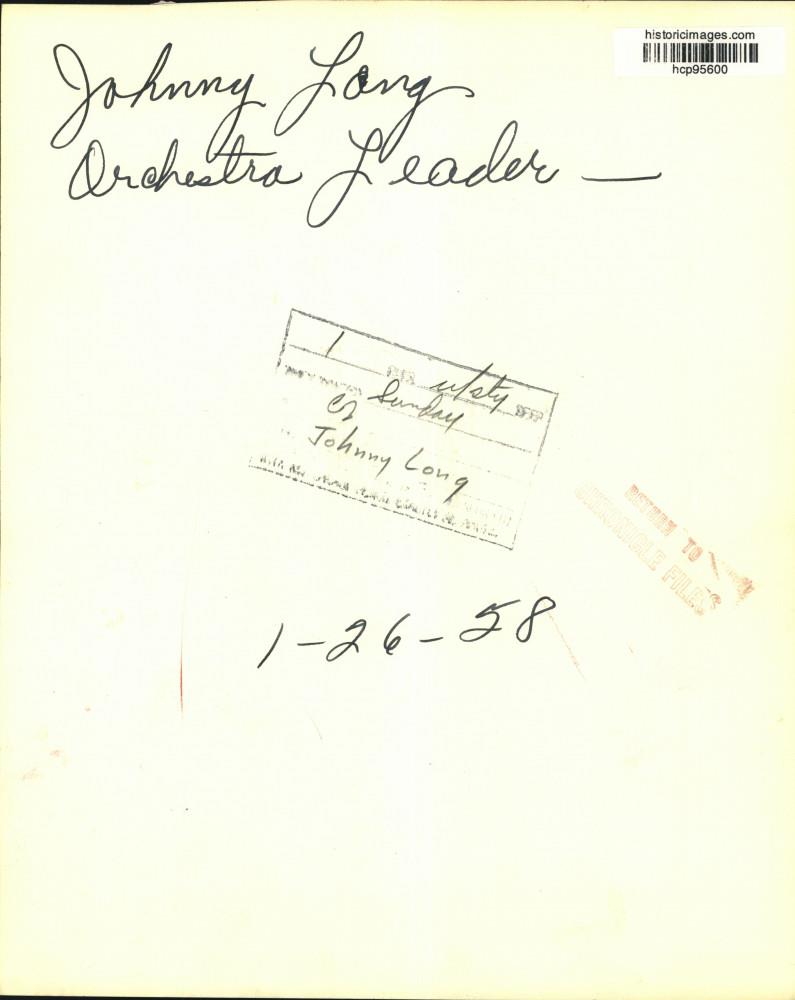 historicimages.com
hcp95600
Johnny Long
Orchestra Leader —
1
Sunday
Johnny Long
RETURN TO
CHRONICLE FILES
1-26-58